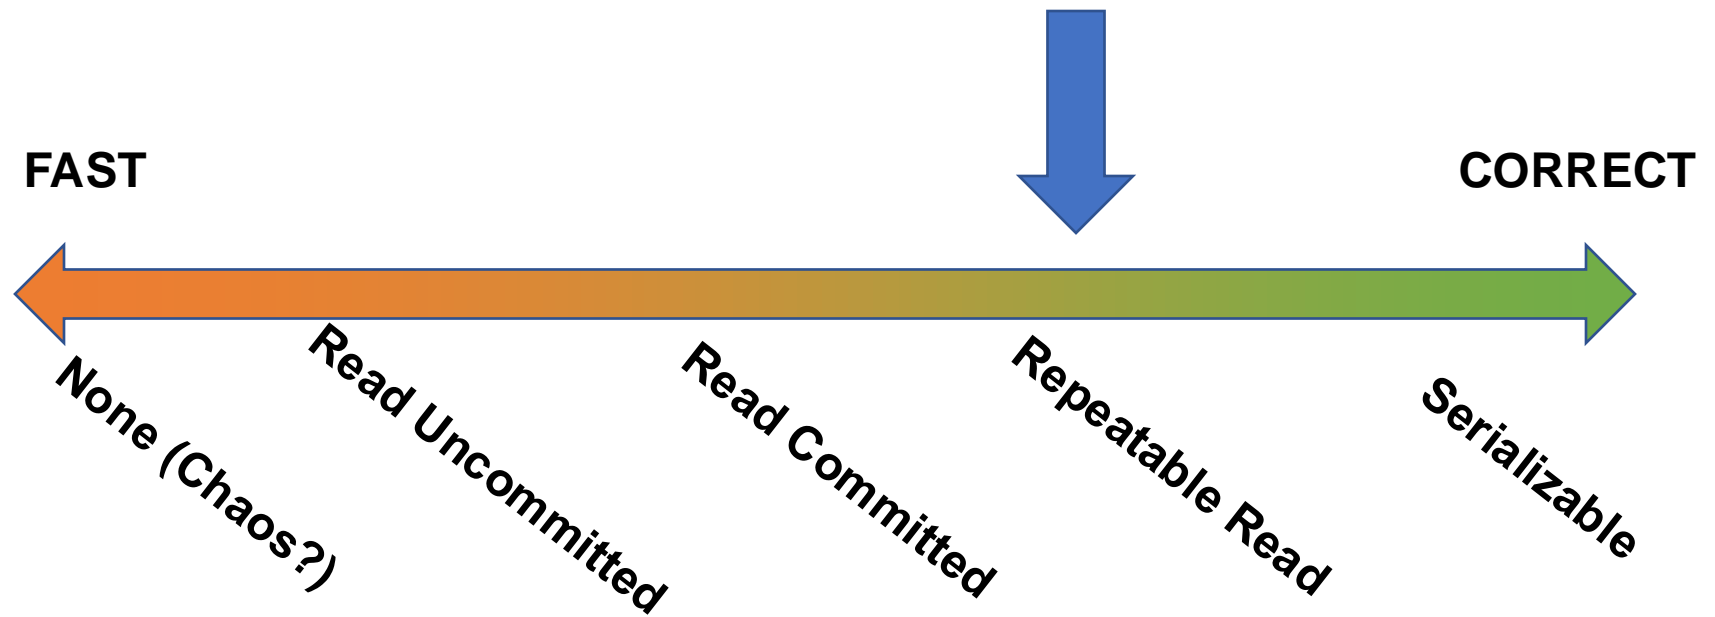 FAST
CORRECT
None (Chaos?)
Read Uncommitted
Read Committed
Repeatable Read
Serializable